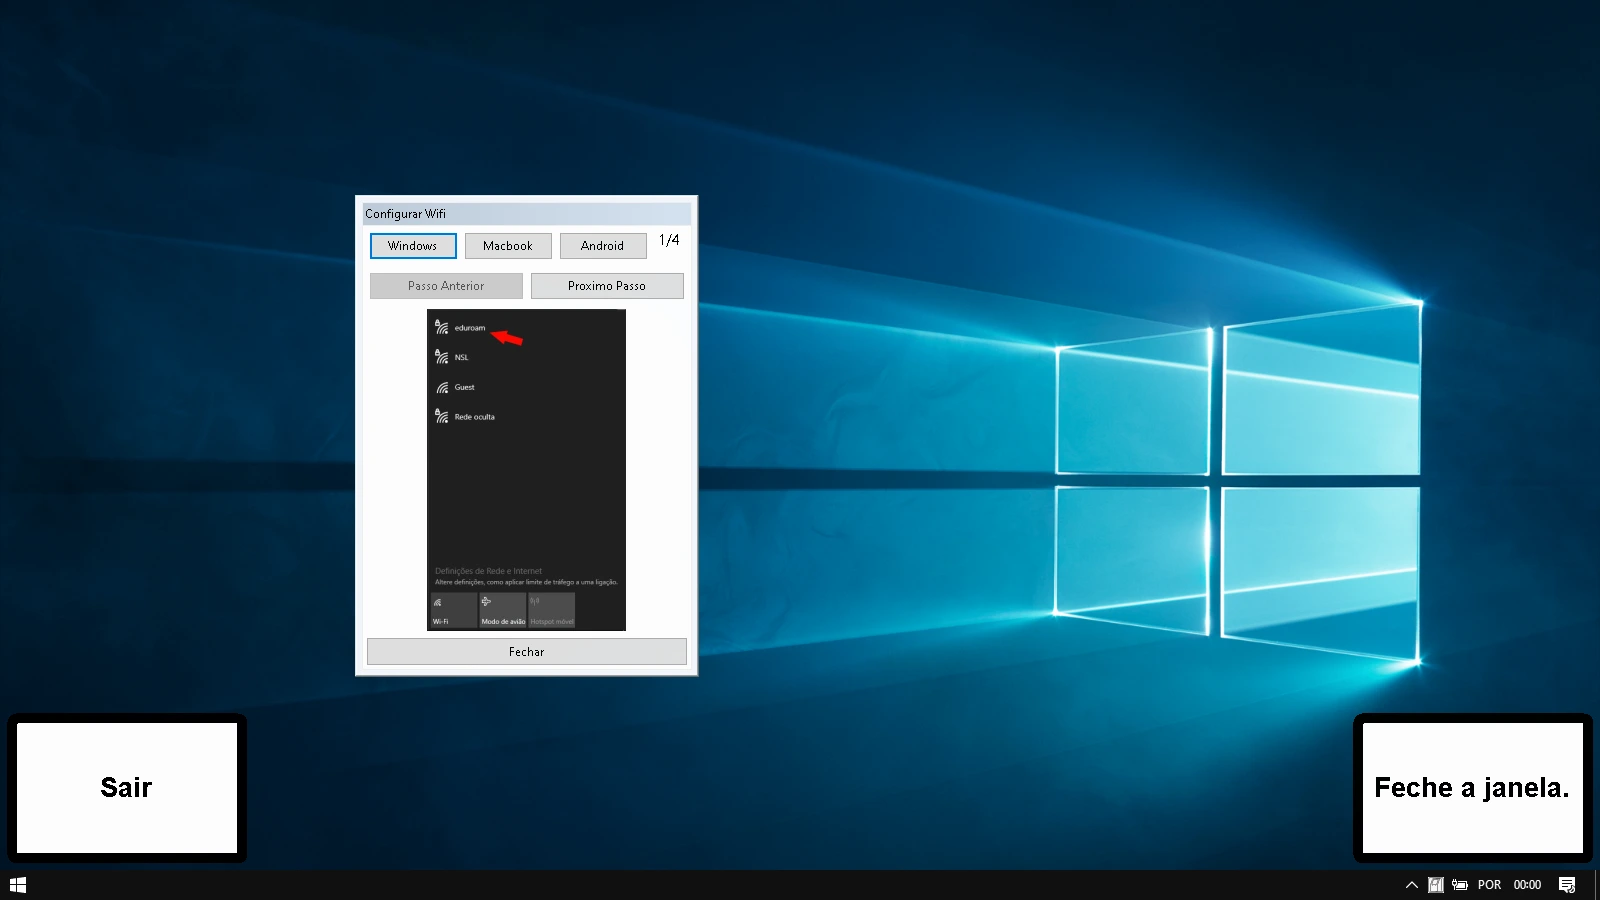 Configurar Wifi
Windows
Macbook
Android
1/4
Passo Anterior
Proximo Passo
eduroam
NSL
Guest
Rede oculta
Definições de Rede e Internet
Altere definições, como aplicar limite de tráfego a uma ligação.
Wi-Fi
Modo de avião
Hotspot móvel
Fechar
Sair
Feche a janela.
POR
00:00